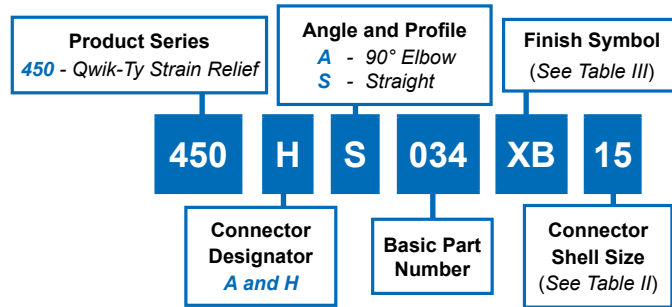 Product Series
450 - Qwik-Ty Strain Relief
Angle and Profile
A - 90° Elbow
S - Straight
Finish Symbol
(See Table III)
450 H S 034 XB 15
Connector
Designator
A and H
Basic Part
Number
Connector
Shell Size
(See Table II)